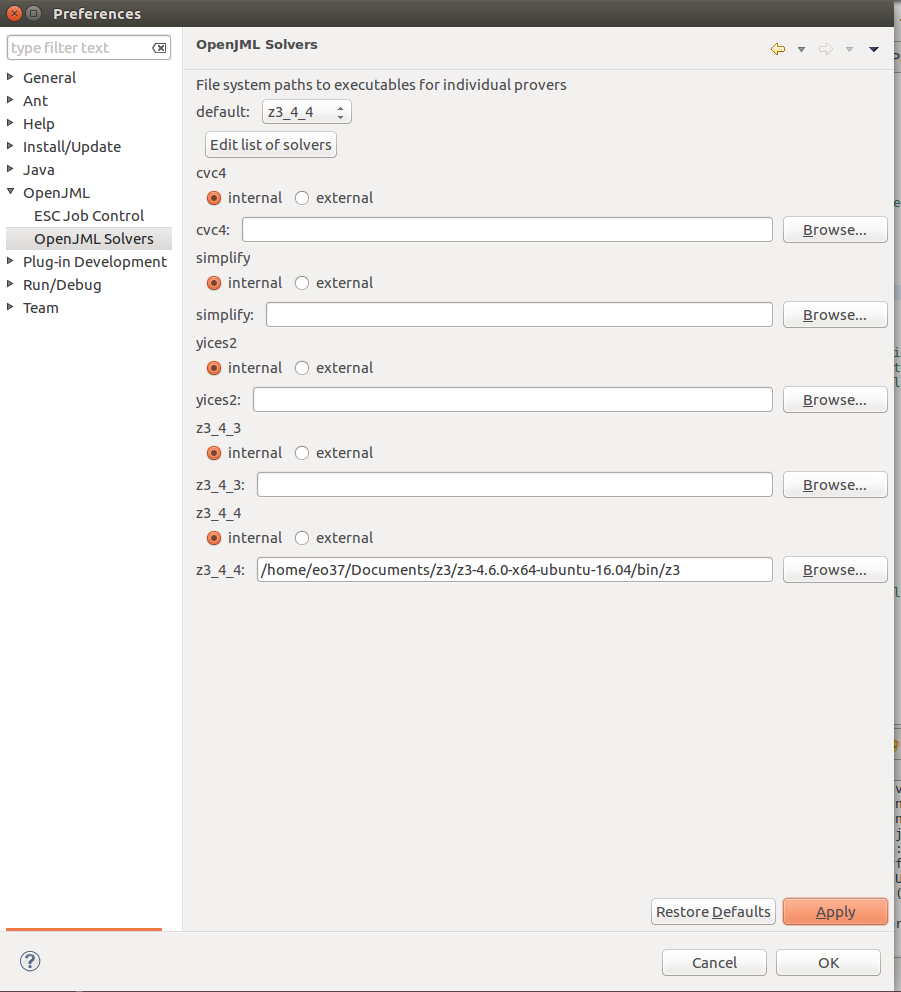 Preferences
type filter text
General
Ant
Help
Install/Update
Java
OpenJML
ESC Job Control
OpenJML Solvers
Plug-in Development
Run/Debug
Team
OpenJML Solvers
File system paths to executables for individual provers
default: z3_4_4
Edit list of solvers
cvc4
internal external
cvc4: Browse...
simplify
internal external
simplify: Browse...
yices2
internal external
yices2: Browse...
z3_4_3
internal external
z3_4_3: Browse...
z3_4_4
internal external
z3_4_4: /home/eo37/Documents/z3/z3-4.6.0-x64-ubuntu-16.04/bin/z3 Browse...
Restore Defaults Apply
? Cancel OK